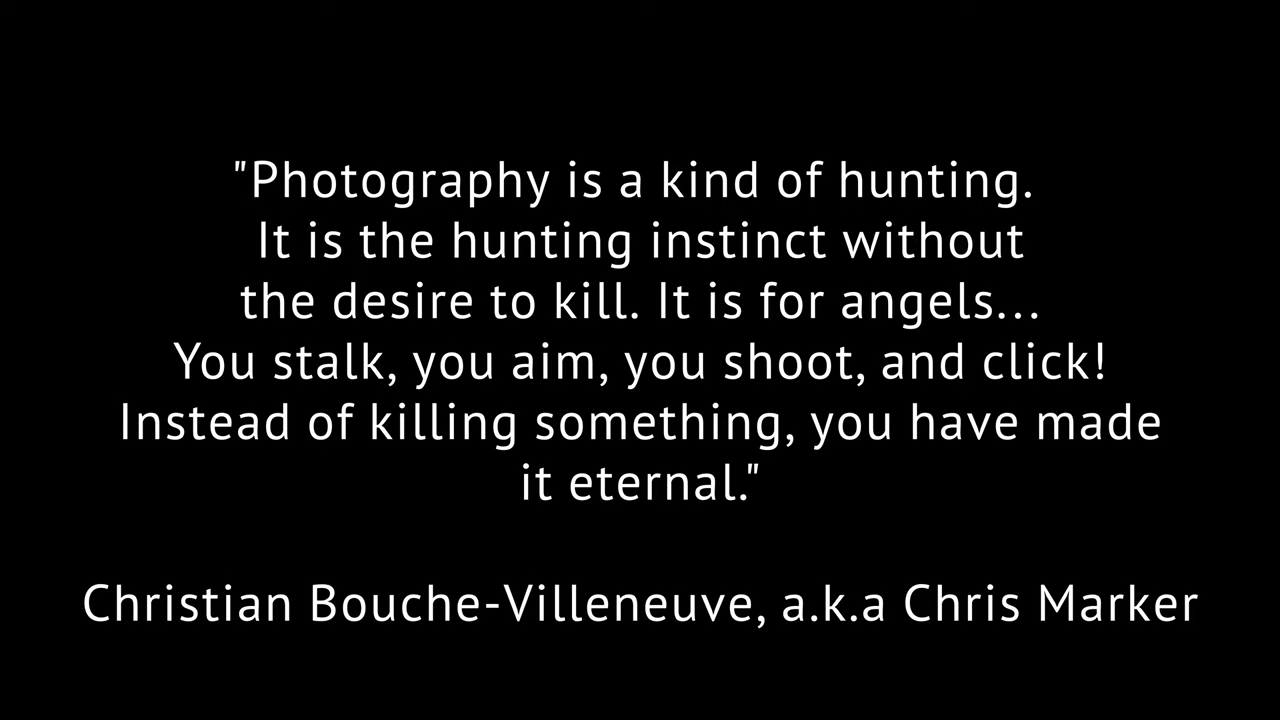 "Photography is a kind of hunting.
It is the hunting instinct without
the desire to kill. It is for angels...
You stalk, you aim, you shoot, and click!
Instead of killing something, you have made
it eternal."
Christian Bouche-Villeneuve, a.k.a Chris Marker